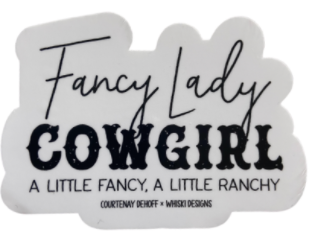 Fancy Lady
COWGIRL
A LITTLE FANCY, A LITTLE RANCHY
COURTENAY DEHOFF × WHISKI DESIGNS